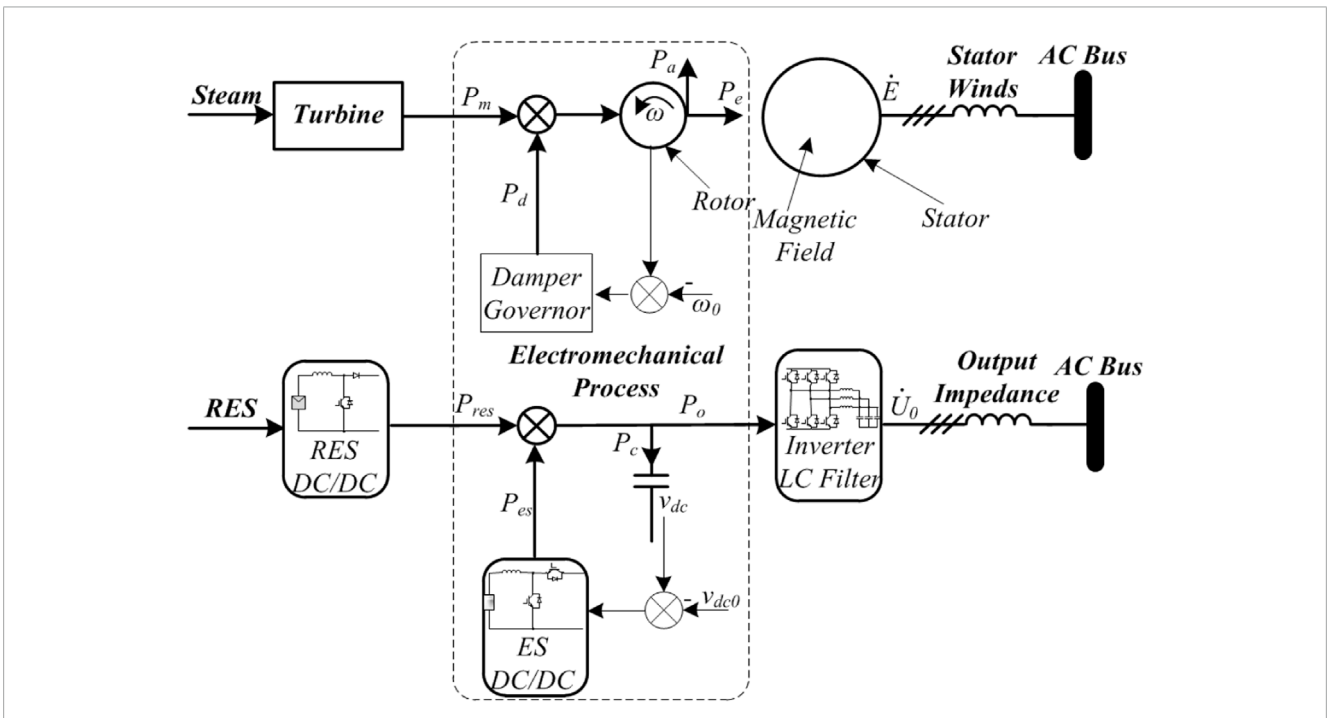 Steam
Turbine
P_m
P_a
P_e
ω
P_d
Rotor
Damper
Governor
-
ω_0
Magnetic
Field
Stator
Ė
Stator
Winds
AC Bus
Electromechanical
Process
RES
RES
DC/DC
P_res
P_o
P_c
v_dc
P_es
ES
DC/DC
-
v_dc0
Inverter
LC Filter
U̇_0
Output
Impedance
AC Bus